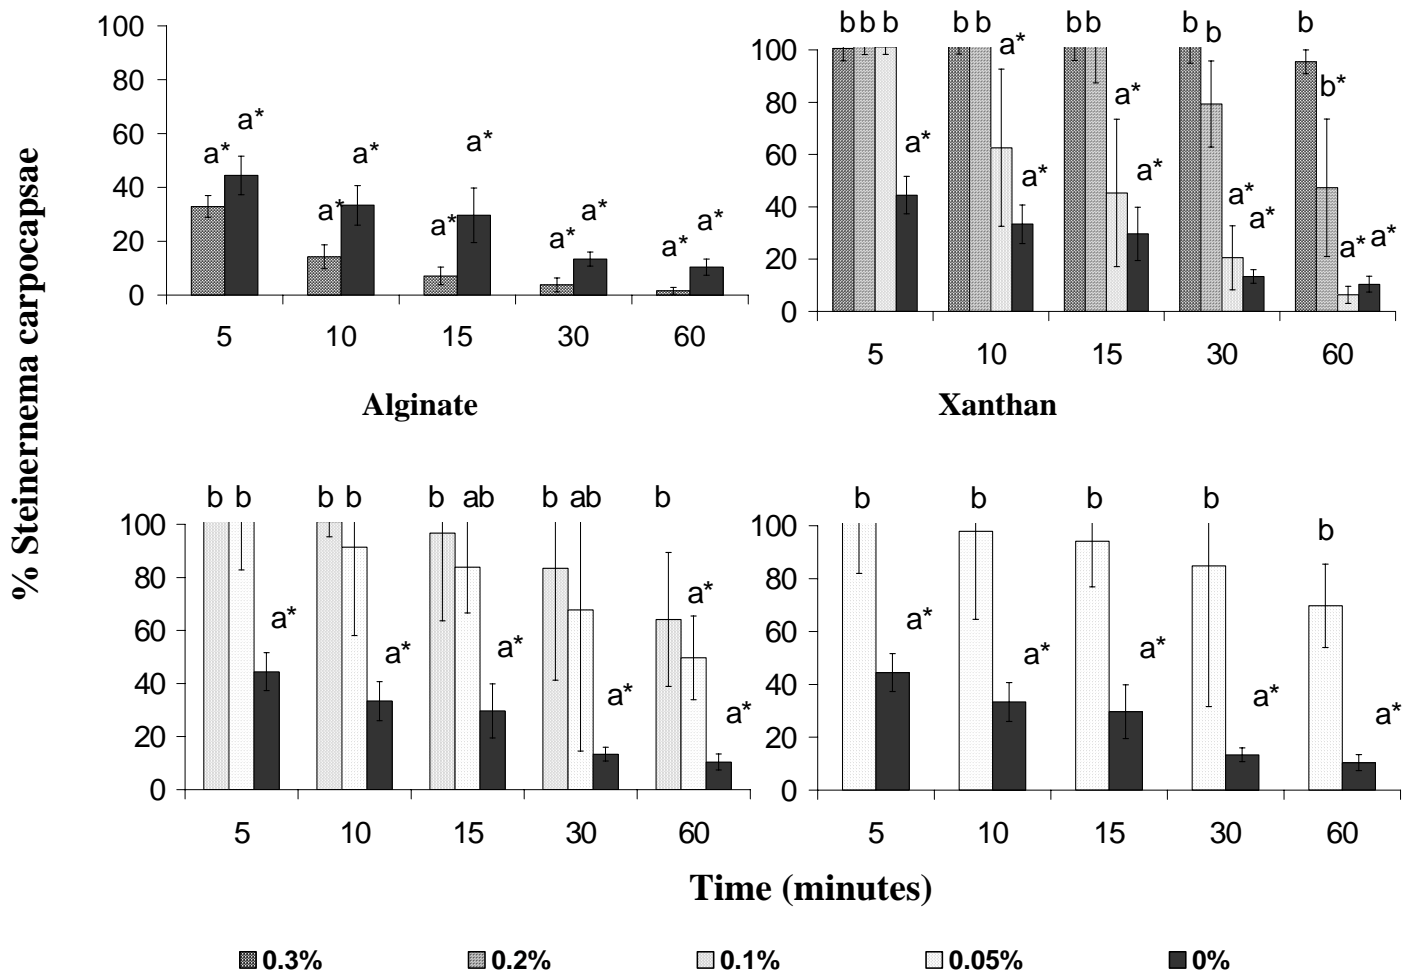 % Steinernema carpocapsae
100
80
60
40
20
0
a* a* a* a* a* a* a* a* a* a*
5 10 15 30 60
Alginate
b b b b b b b b b b
100
80
60
40
20
0
a* a* a* a* a* b* a* a* a* a*
5 10 15 30 60
Xanthan
b b b b b ab b ab b
100
80
60
40
20
0
a* a* a* a* a* a*
5 10 15 30 60
b b b b b
100
80
60
40
20
0
a* a* a* a* a*
5 10 15 30 60
Time (minutes)
0.3% 0.2% 0.1% 0.05% 0%